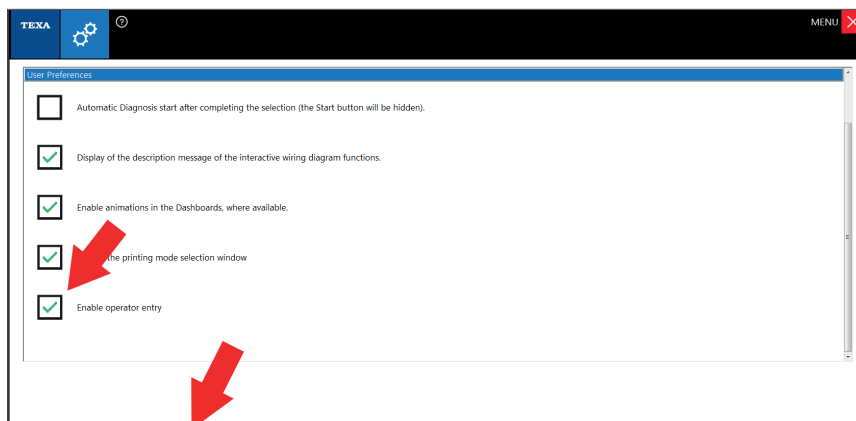 TEXA
?
MENU
User Preferences
Automatic Diagnosis start after completing the selection (the Start button will be hidden).
Display of the description message of the interactive wiring diagram functions.
Enable animations in the Dashboards, where available.
the printing mode selection window
Enable operator entry